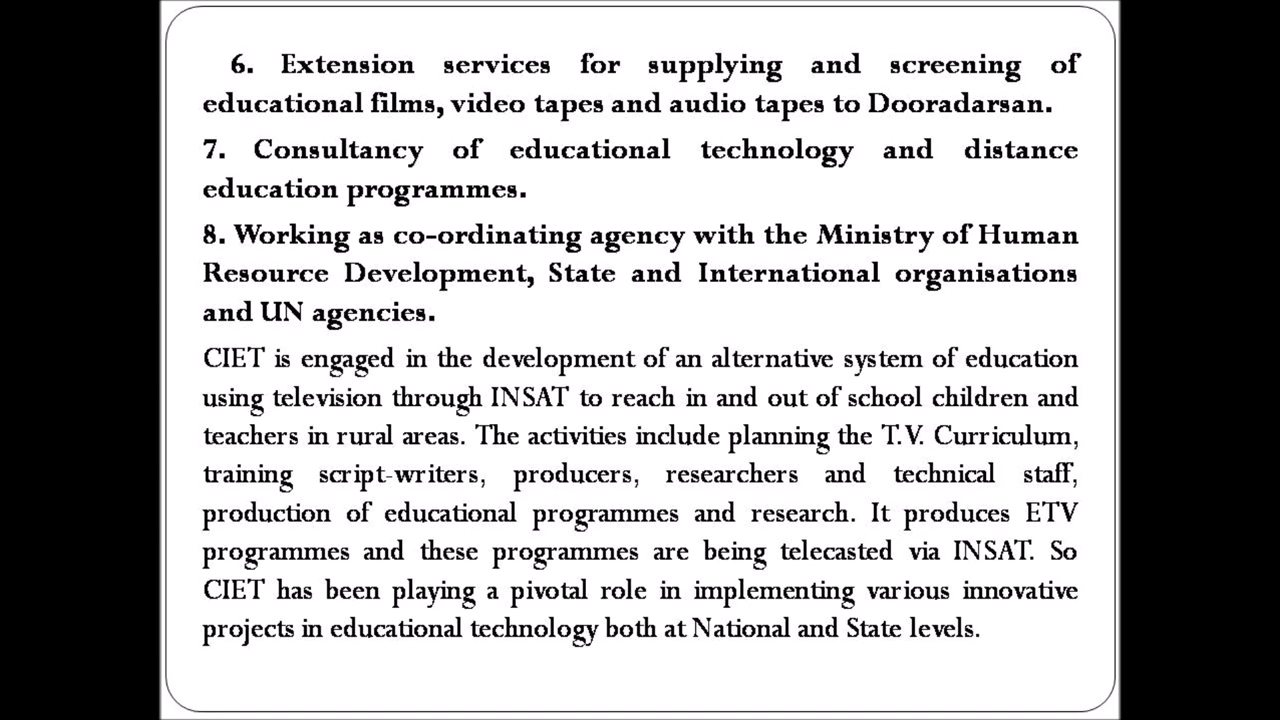 6. Extension services for supplying and screening of
educational films, video tapes and audio tapes to Dooradarsan.
7. Consultancy of educational technology and distance
education programmes.
8. Working as co-ordinating agency with the Ministry of Human
Resource Development, State and International organisations
and UN agencies.
CIET is engaged in the development of an alternative system of education
using television through INSAT to reach in and out of school children and
teachers in rural areas. The activities include planning the T.V. Curriculum,
training script-writers, producers, researchers and technical staff,
production of educational programmes and research. It produces ETV
programmes and these programmes are being telecasted via INSAT. So
CIET has been playing a pivotal role in implementing various innovative
projects in educational technology both at National and State levels.